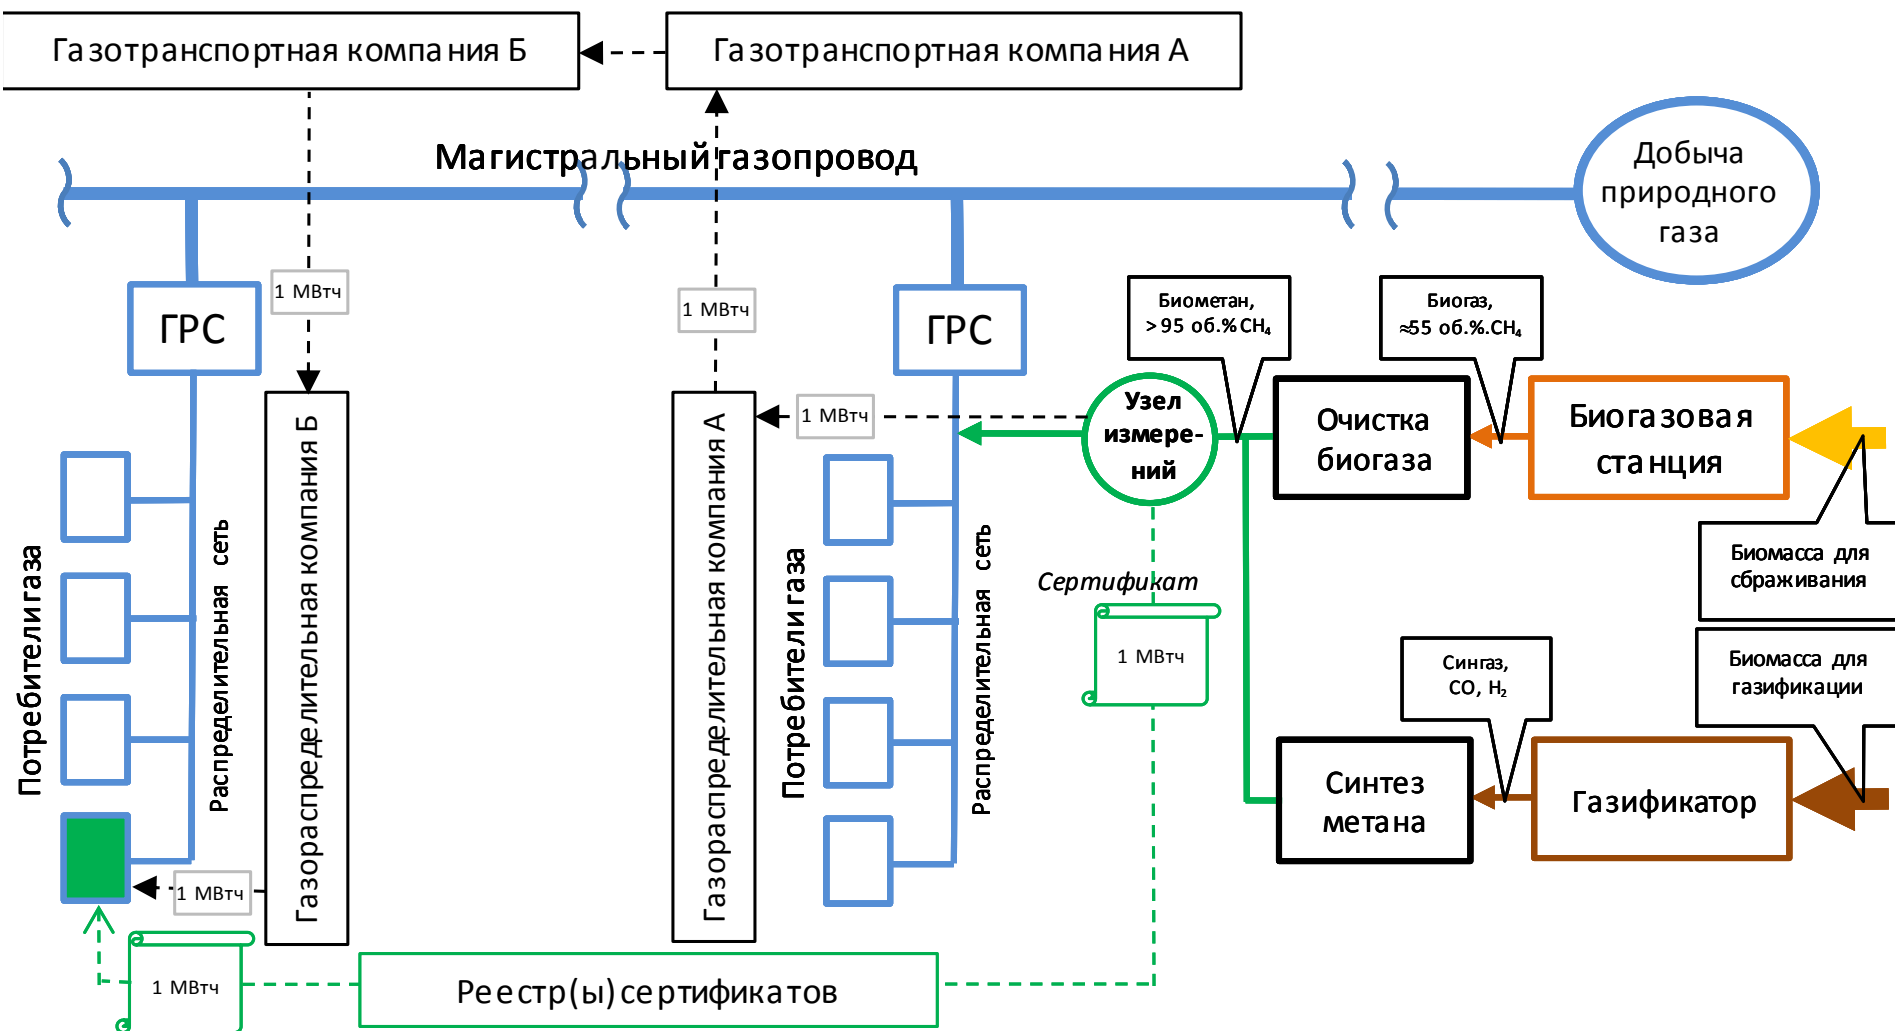 Газотранспортная компания Б
Газотранспортная компания А
Магистральный газопровод
Добыча
природного
газа
1 МВтч
1 МВтч
ГРС
ГРС
Биометан,
> 95 об.% CH₄
Биогаз,
≈55 об.%.CH₄
Узел
измере-
ний
1 МВтч
Очистка
биогаза
Биогазовая
станция
Биомасса для
сбраживания
Потребители газа
Распределительная сеть
Газораспределительная компания Б
Газораспределительная компания А
Потребители газа
Распределительная сеть
Сертификат
1 МВтч
Сингаз,
CO, H₂
Биомасса для
газификации
Синтез
метана
Газификатор
1 МВтч
1 МВтч
Реестр(ы) сертификатов